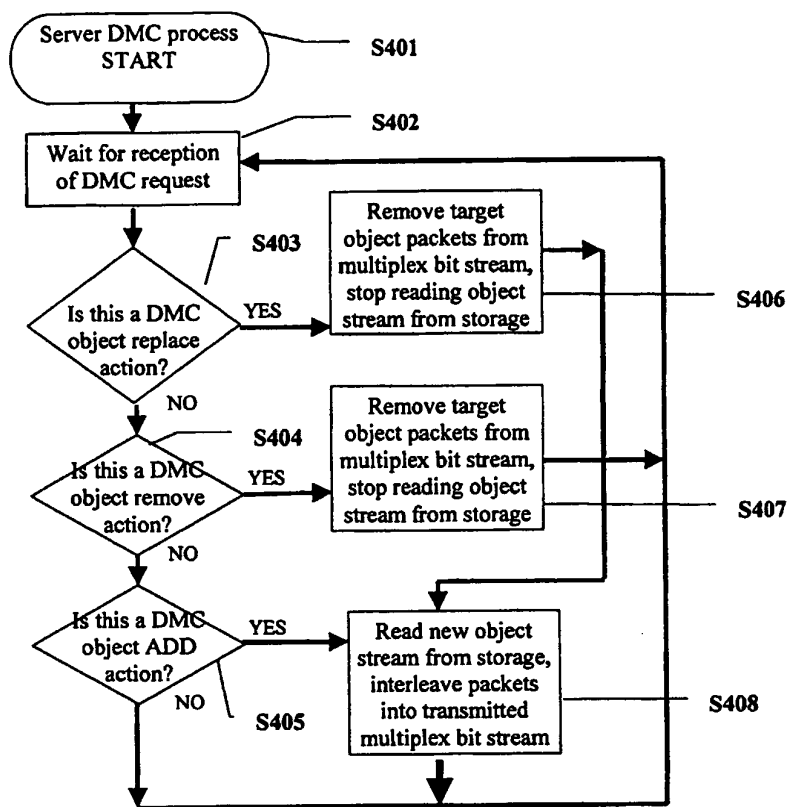 Server DMC process
START
S401
S402
Wait for reception
of DMC request
S403
Is this a DMC
object replace
action?
YES
NO
Remove target
object packets from
multiplex bit stream,
stop reading object
stream from storage
S406
S404
Is this a DMC
object remove
action?
YES
NO
Remove target
object packets from
multiplex bit stream,
stop reading object
stream from storage
S407
Is this a DMC
object ADD
action?
YES
NO
S405
Read new object
stream from storage,
interleave packets
into transmitted
multiplex bit stream
S408